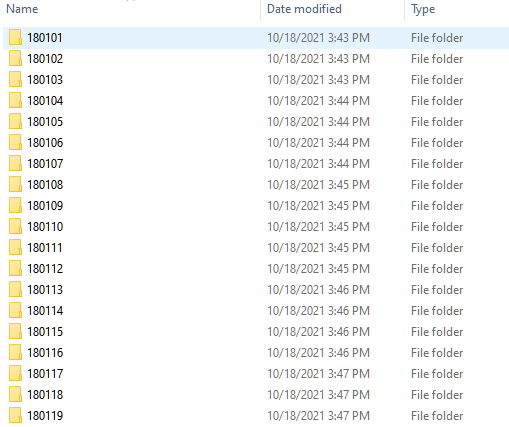 Name Date modified Type
180101 10/18/2021 3:43 PM File folder
180102 10/18/2021 3:43 PM File folder
180103 10/18/2021 3:43 PM File folder
180104 10/18/2021 3:44 PM File folder
180105 10/18/2021 3:44 PM File folder
180106 10/18/2021 3:44 PM File folder
180107 10/18/2021 3:44 PM File folder
180108 10/18/2021 3:45 PM File folder
180109 10/18/2021 3:45 PM File folder
180110 10/18/2021 3:45 PM File folder
180111 10/18/2021 3:45 PM File folder
180112 10/18/2021 3:45 PM File folder
180113 10/18/2021 3:46 PM File folder
180114 10/18/2021 3:46 PM File folder
180115 10/18/2021 3:46 PM File folder
180116 10/18/2021 3:46 PM File folder
180117 10/18/2021 3:47 PM File folder
180118 10/18/2021 3:47 PM File folder
180119 10/18/2021 3:47 PM File folder